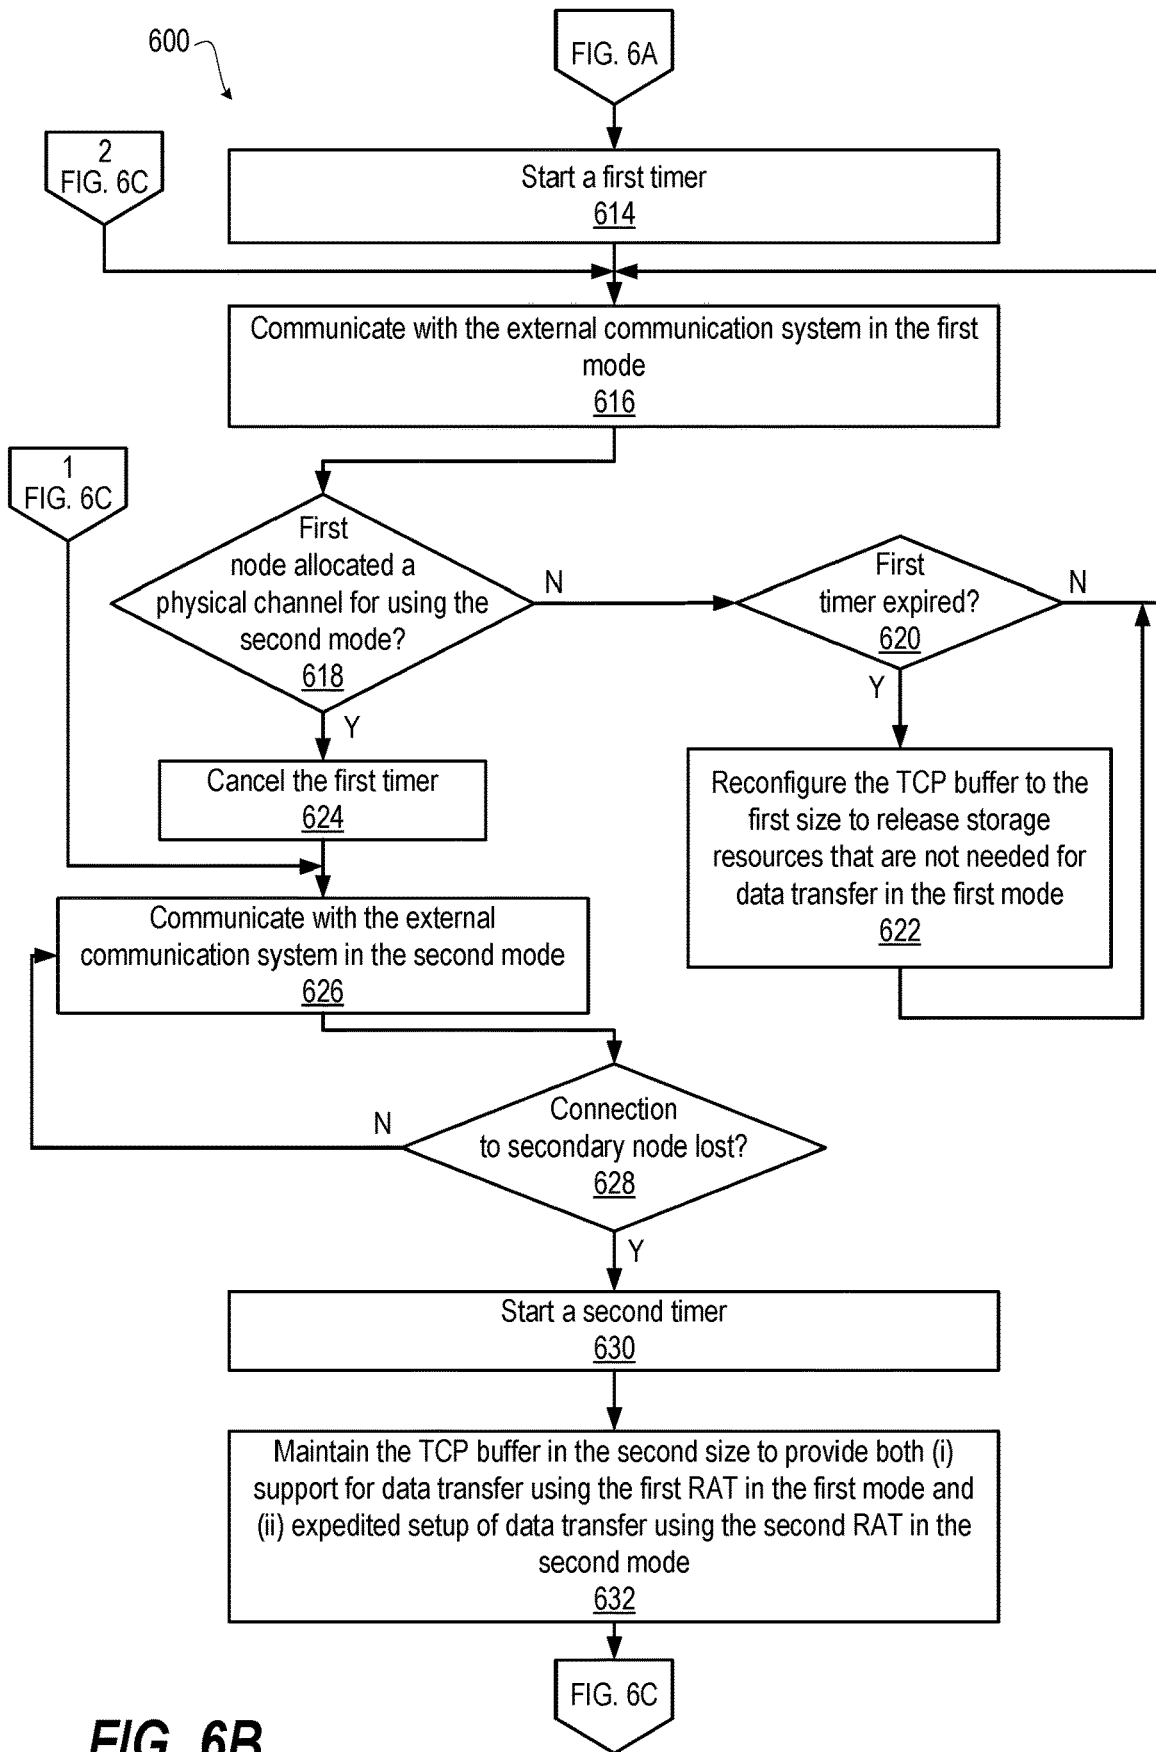 600
FIG. 6A
2
FIG. 6C
Start a first timer
614
Communicate with the external communication system in the first
mode
616
1
FIG. 6C
First
node allocated a
physical channel for using the
second mode?
618
N
First
timer expired?
620
N
Y
Y
Cancel the first timer
624
Reconfigure the TCP buffer to the
first size to release storage
resources that are not needed for
data transfer in the first mode
622
Communicate with the external
communication system in the second mode
626
Connection
to secondary node lost?
628
N
Y
Start a second timer
630
Maintain the TCP buffer in the second size to provide both (i)
support for data transfer using the first RAT in the first mode and
(ii) expedited setup of data transfer using the second RAT in the
second mode
632
FIG. 6C
FIG. 6B